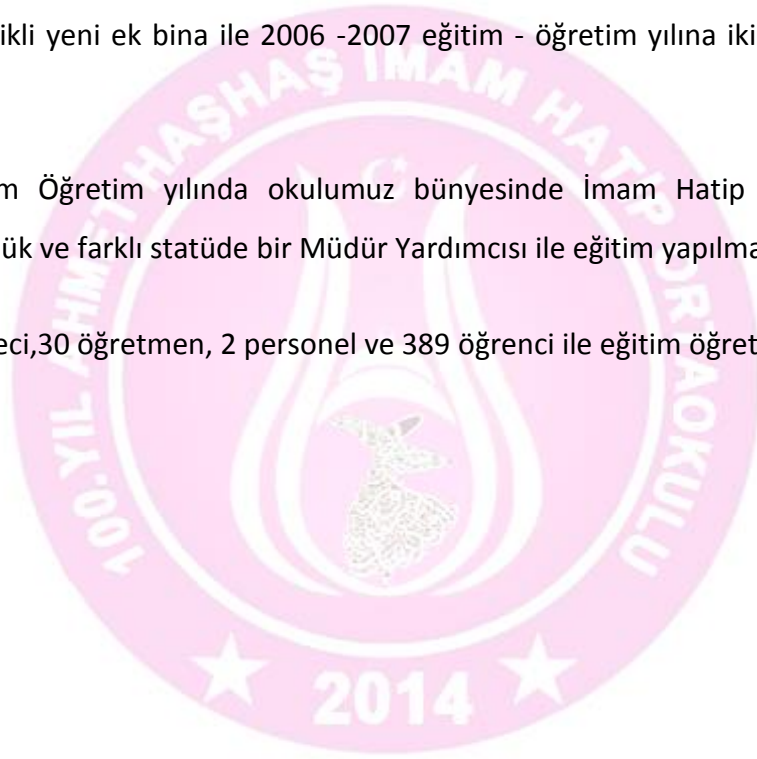 ikli yeni ek bina ile 2006 -2007 eğitim - öğretim yılına iki
m Öğretim yılında okulumuz bünyesinde İmam Hatip
ük ve farklı statüde bir Müdür Yardımcısı ile eğitim yapılma
eci,30 öğretmen, 2 personel ve 389 öğrenci ile eğitim öğret
100. YIL AHMET HAŞHAŞ İMAM HATİP ORTAOKULU
2014